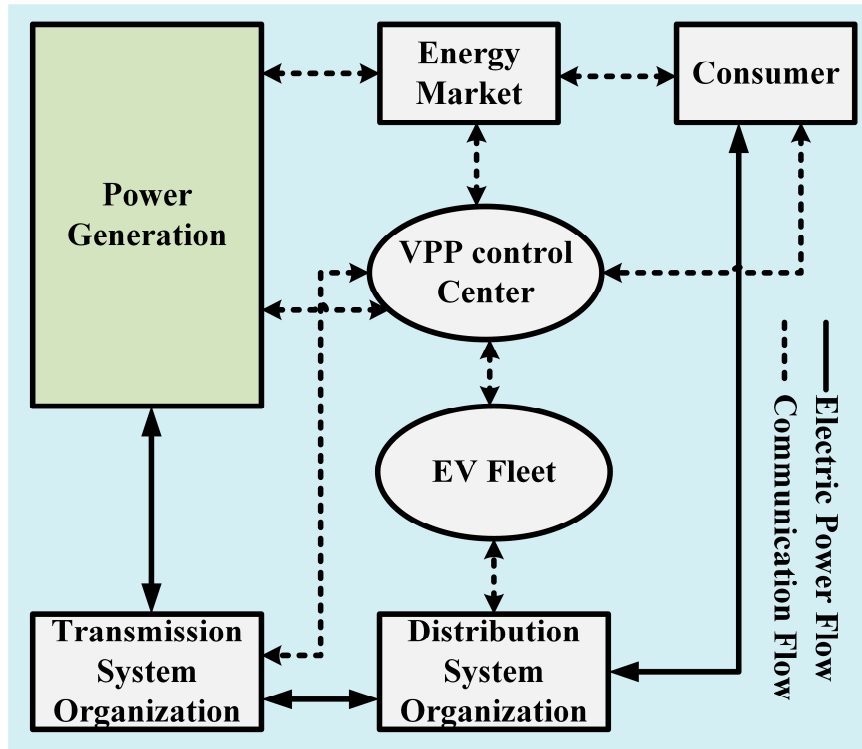 Energy
Market
Consumer
Power
Generation
VPP control
Center
EV Fleet
Transmission
System
Organization
Distribution
System
Organization
Electric Power Flow
Communication Flow